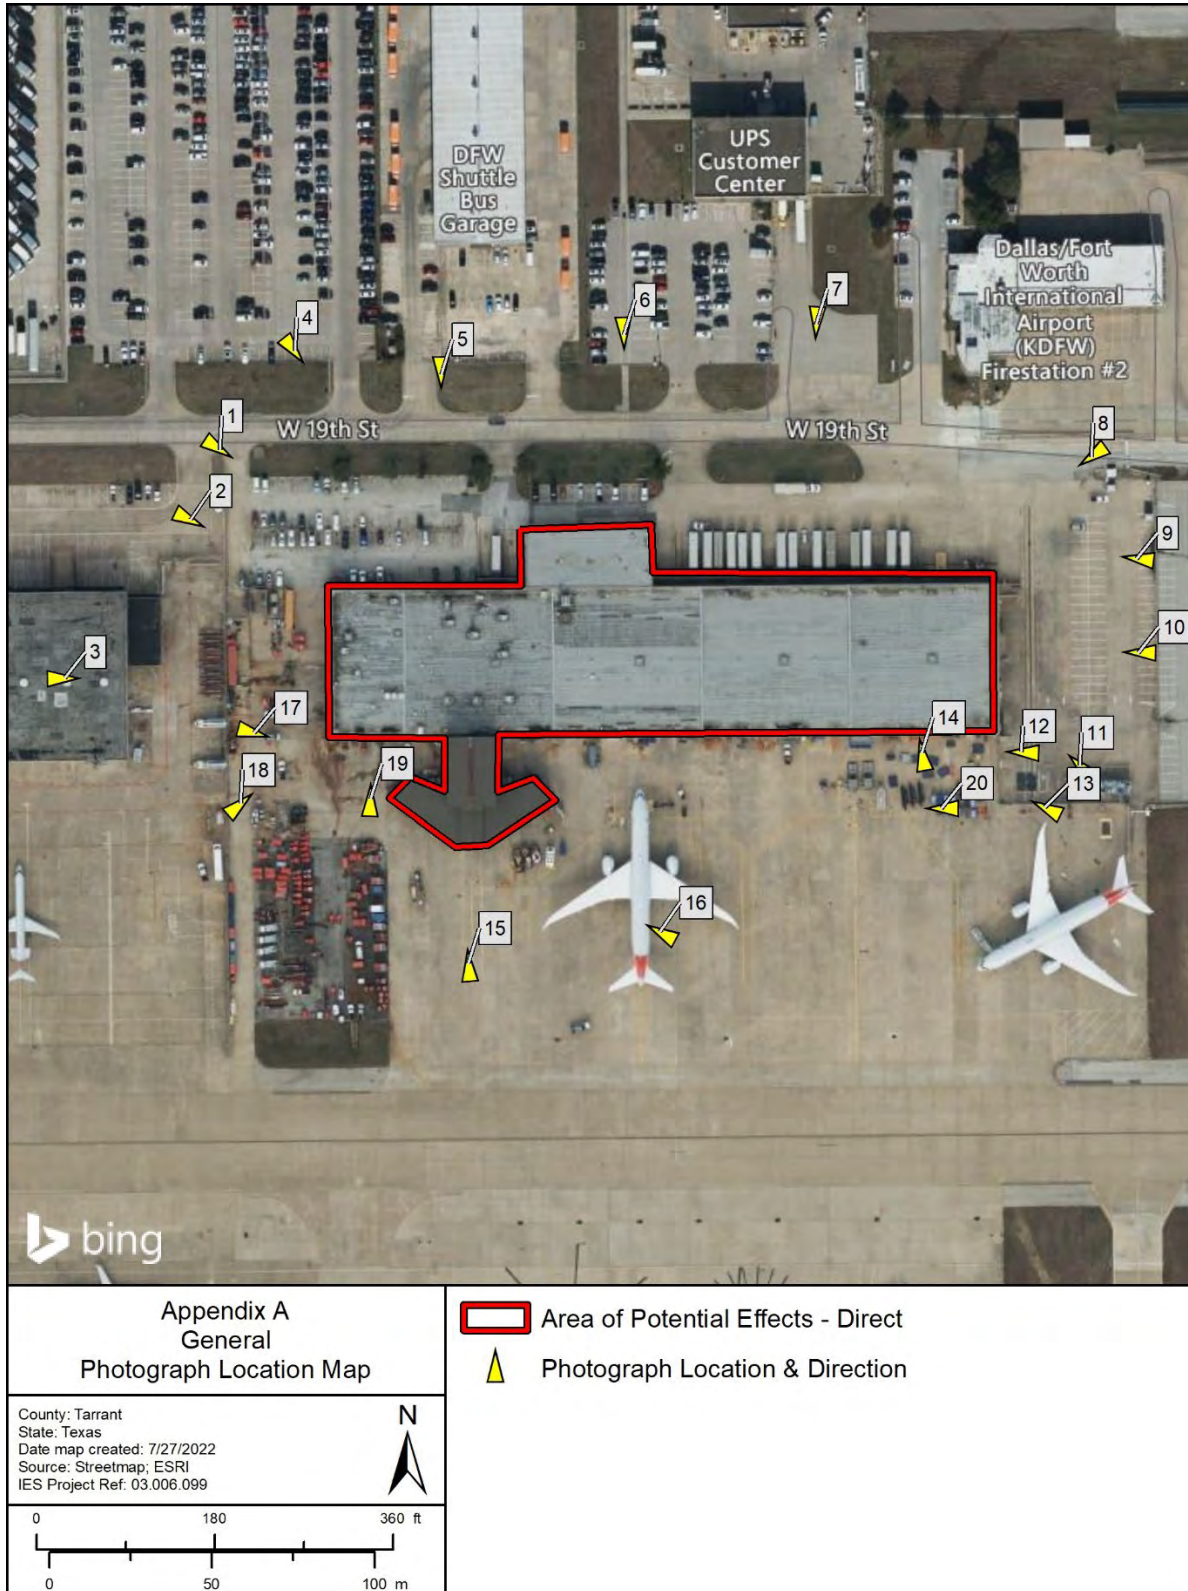 DFW
Shuttle
Bus
Garage
UPS
Customer
Center
Dallas/Fort
Worth
International
Airport
(KDFW)
Firestation #2
4
5
6
7
1
W 19th St
W 19th St
8
2
9
3
10
17
14
12
11
18
19
20
13
16
15
bing
Appendix A
General
Photograph Location Map
County: Tarrant
State: Texas
Date map created: 7/27/2022
Source: Streetmap; ESRI
IES Project Ref: 03.006.099
N
0 180 360 ft
0 50 100 m
Area of Potential Effects - Direct
Photograph Location & Direction